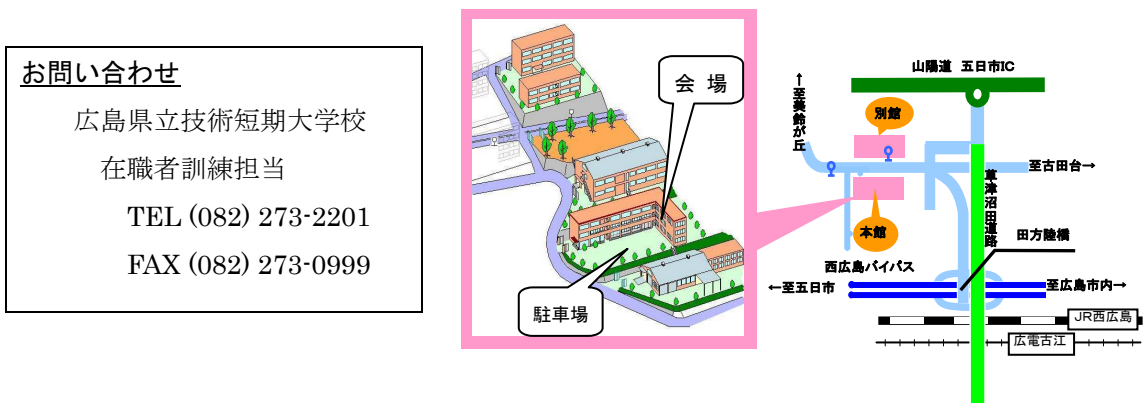 お問い合わせ
広島県立技術短期大学校
在職者訓練担当
TEL (082) 273-2201
FAX (082) 273-0999
会 場
駐車場
山陽道 五日市IC
↑至美鈴が丘
別館
至古田台→
草津沼田道路
本館
田方陸橋
西広島バイパス
←至五日市
至広島市内→
JR西広島
広電古江